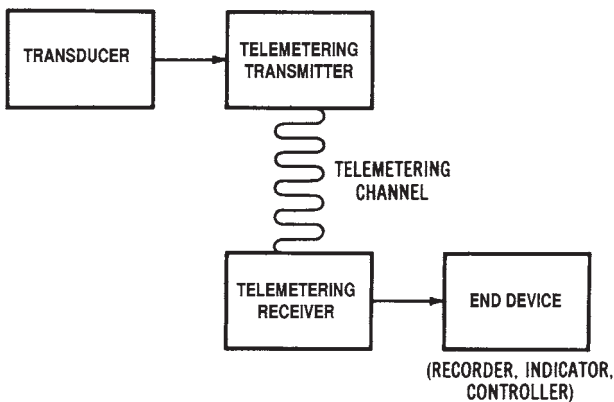 TRANSDUCER
TELEMETERING
TRANSMITTER
TELEMETERING
CHANNEL
TELEMETERING
RECEIVER
END DEVICE
(RECORDER, INDICATOR,
CONTROLLER)